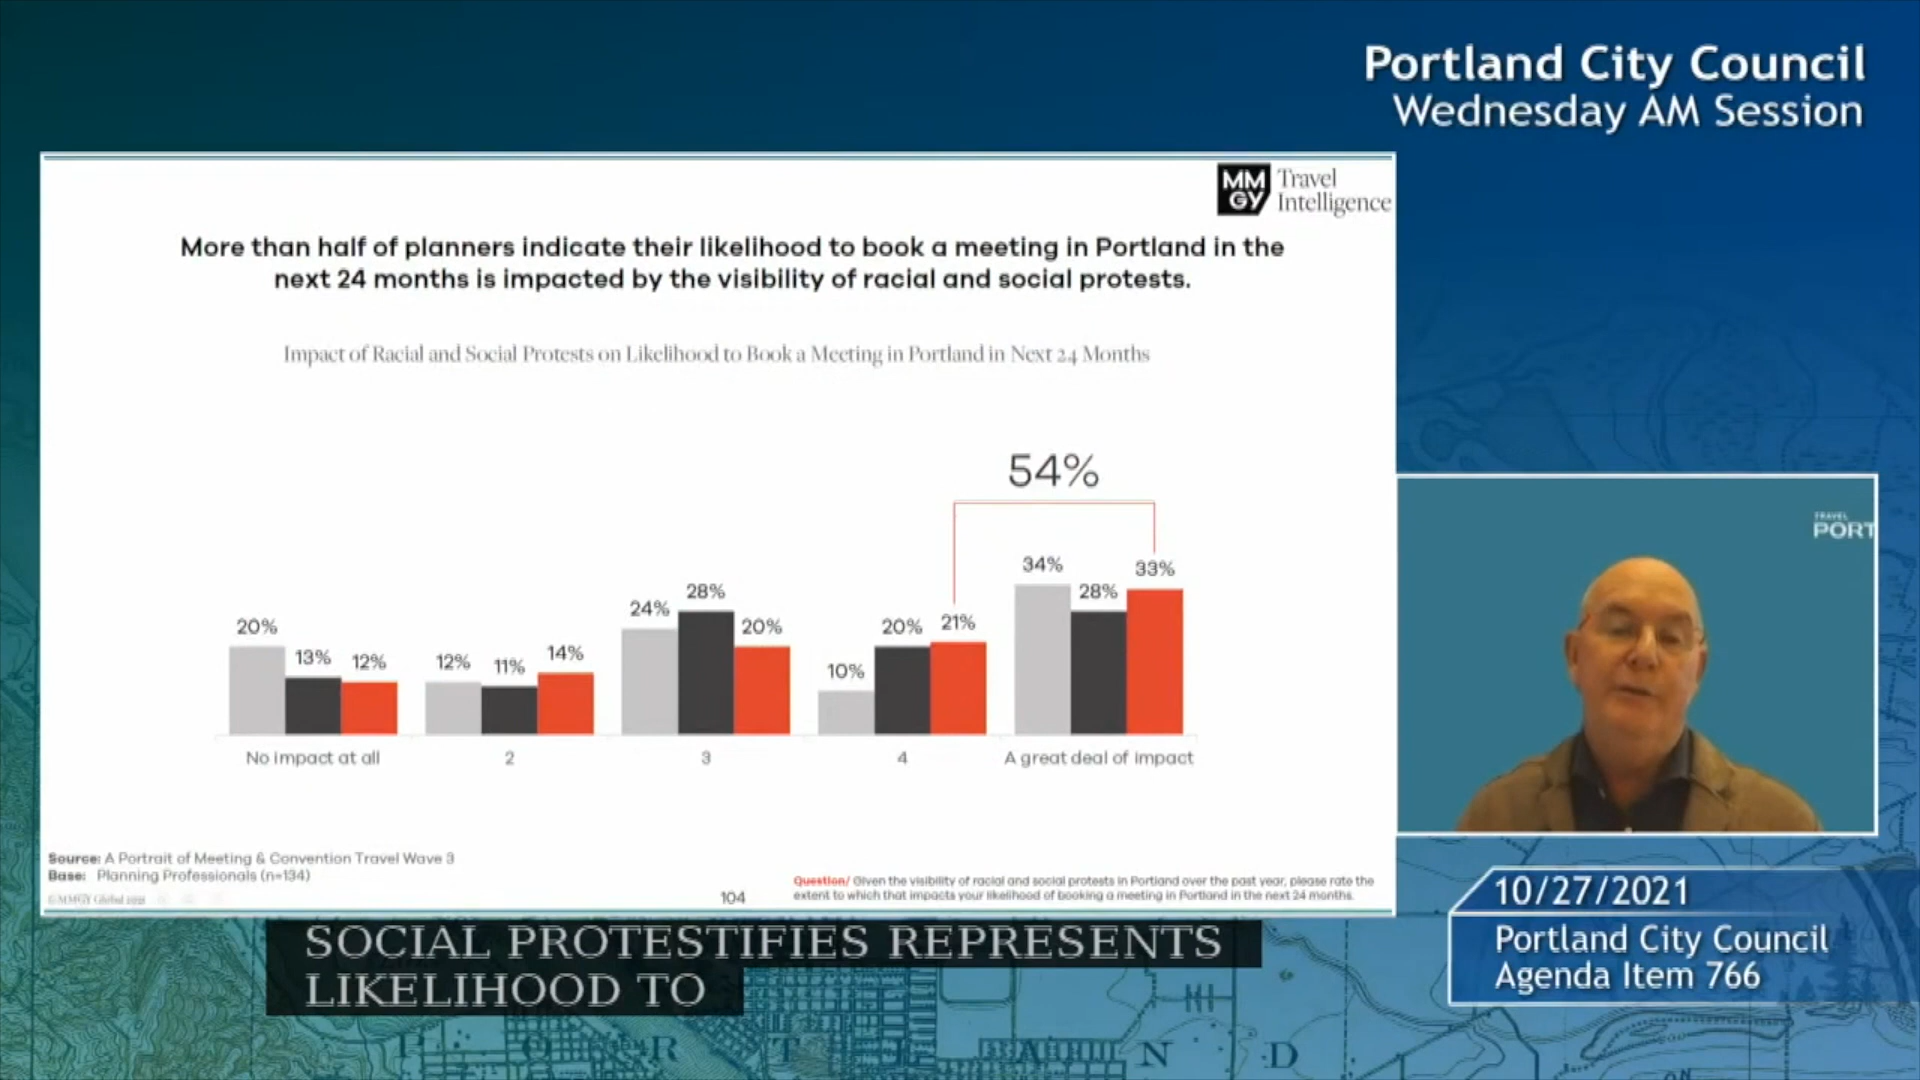 Portland City Council
Wednesday AM Session
MM
GY
Travel
Intelligence
More than half of planners indicate their likelihood to book a meeting in Portland in the
next 24 months is impacted by the visibility of racial and social protests.
Impact of Racial and Social Protests on Likelihood to Book a Meeting in Portland in Next 24 Months
54%
20%
13%
12%
12%
11%
14%
24%
28%
20%
10%
20%
21%
34%
28%
33%
No impact at all
2
3
4
A great deal of impact
Source: A Portrait of Meeting & Convention Travel Wave 3
Base: Planning Professionals (n=134)
©MMGY Global 2021
104
Question/ Given the visibility of racial and social protests in Portland over the past year, please rate the
extent to which that impacts your likelihood of booking a meeting in Portland in the next 24 months.
TRAVEL
PORT
10/27/2021
Portland City Council
Agenda Item 766
SOCIAL PROTESTIFIES REPRESENTS
LIKELIHOOD TO
P O R T L A N D